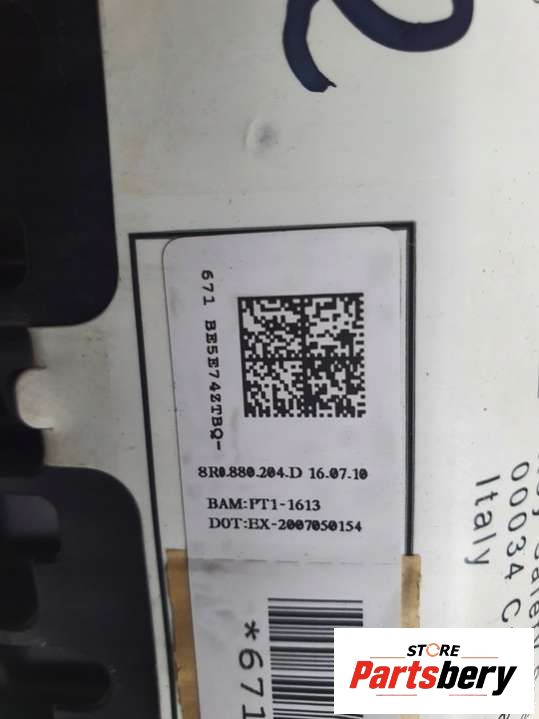 671 BE5E74ZTBQ-
8R0.880.204.D 16.07.10
BAM:PT1-1613
DOT:EX-2007050154
*671
00034 C
Italy
STORE
Partsbery